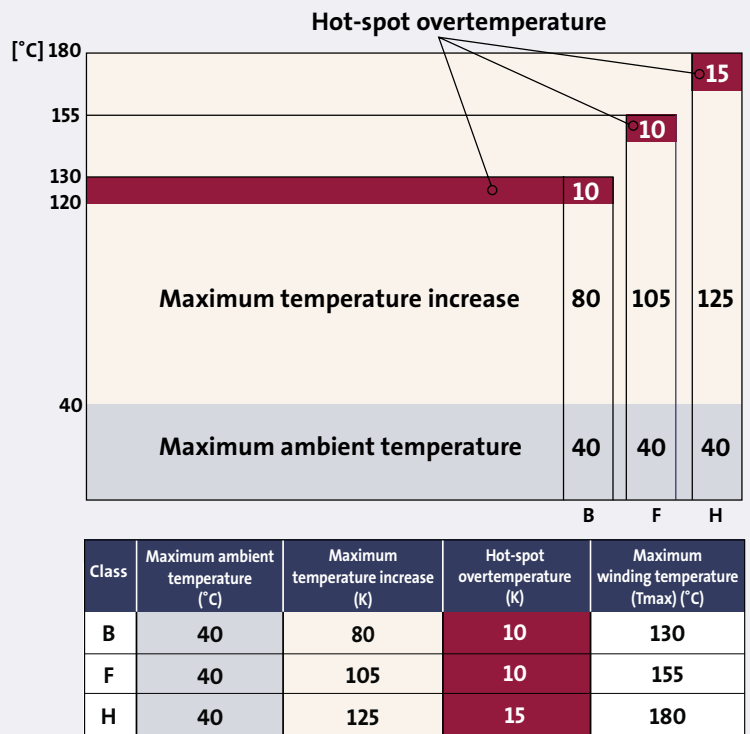 Hot-spot overtemperature
[˚C] 180
15
155
10
130
10
120
Maximum temperature increase 80 105 125
40
Maximum ambient temperature 40 40 40
B F H
Class
Maximum ambient
temperature
(˚C)
Maximum
temperature increase
(K)
Hot-spot
overtemperature
(K)
Maximum
winding temperature
(Tmax) (˚C)
B 40 80 10 130
F 40 105 10 155
H 40 125 15 180